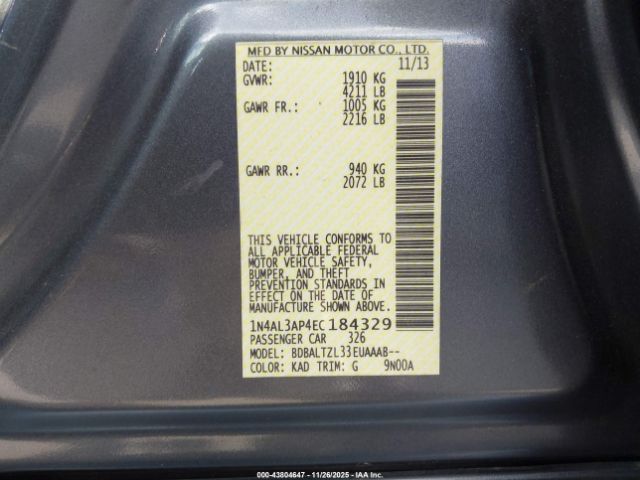 MFD BY NISSAN MOTOR CO., LTD.
DATE: 11/13
GVWR: 1910 KG
4211 LB
GAWR FR.: 1005 KG
2216 LB
GAWR RR.: 940 KG
2072 LB
THIS VEHICLE CONFORMS TO
ALL APPLICABLE FEDERAL
MOTOR VEHICLE SAFETY,
BUMPER, AND THEFT
PREVENTION STANDARDS IN
EFFECT ON THE DATE OF
MANUFACTURE SHOWN ABOVE.
1N4AL3AP4EC184329
PASSENGER CAR 326
MODEL: BDBALTZL33EUAAAB--
COLOR: KAD TRIM: G 9N00A
000-43804647 - 11/26/2025 - © IAA Inc.